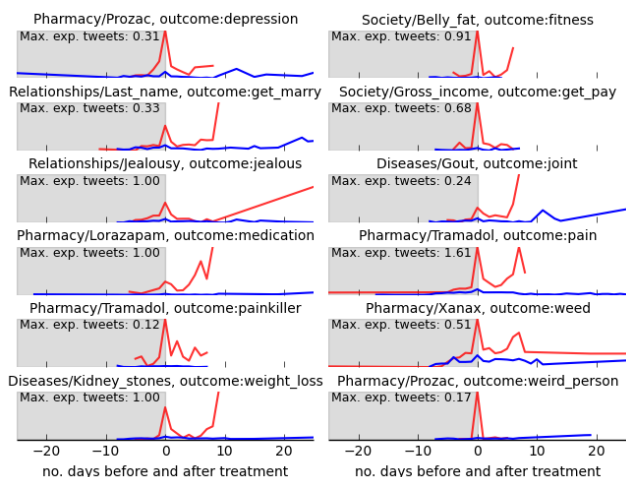 Pharmacy/Prozac, outcome:depression
Max. exp. tweets: 0.31
Society/Belly_fat, outcome:fitness
Max. exp. tweets: 0.91
Relationships/Last_name, outcome:get_marry
Max. exp. tweets: 0.33
Society/Gross_income, outcome:get_pay
Max. exp. tweets: 0.68
Relationships/Jealousy, outcome:jealous
Max. exp. tweets: 1.00
Diseases/Gout, outcome:joint
Max. exp. tweets: 0.24
Pharmacy/Lorazapam, outcome:medication
Max. exp. tweets: 1.00
Pharmacy/Tramadol, outcome:pain
Max. exp. tweets: 1.61
Pharmacy/Tramadol, outcome:painkiller
Max. exp. tweets: 0.12
Pharmacy/Xanax, outcome:weed
Max. exp. tweets: 0.51
Diseases/Kidney_stones, outcome:weight_loss
Max. exp. tweets: 1.00
Pharmacy/Prozac, outcome:weird_person
Max. exp. tweets: 0.17
−20 −10 0 10 20
−20 −10 0 10 20
no. days before and after treatment
no. days before and after treatment